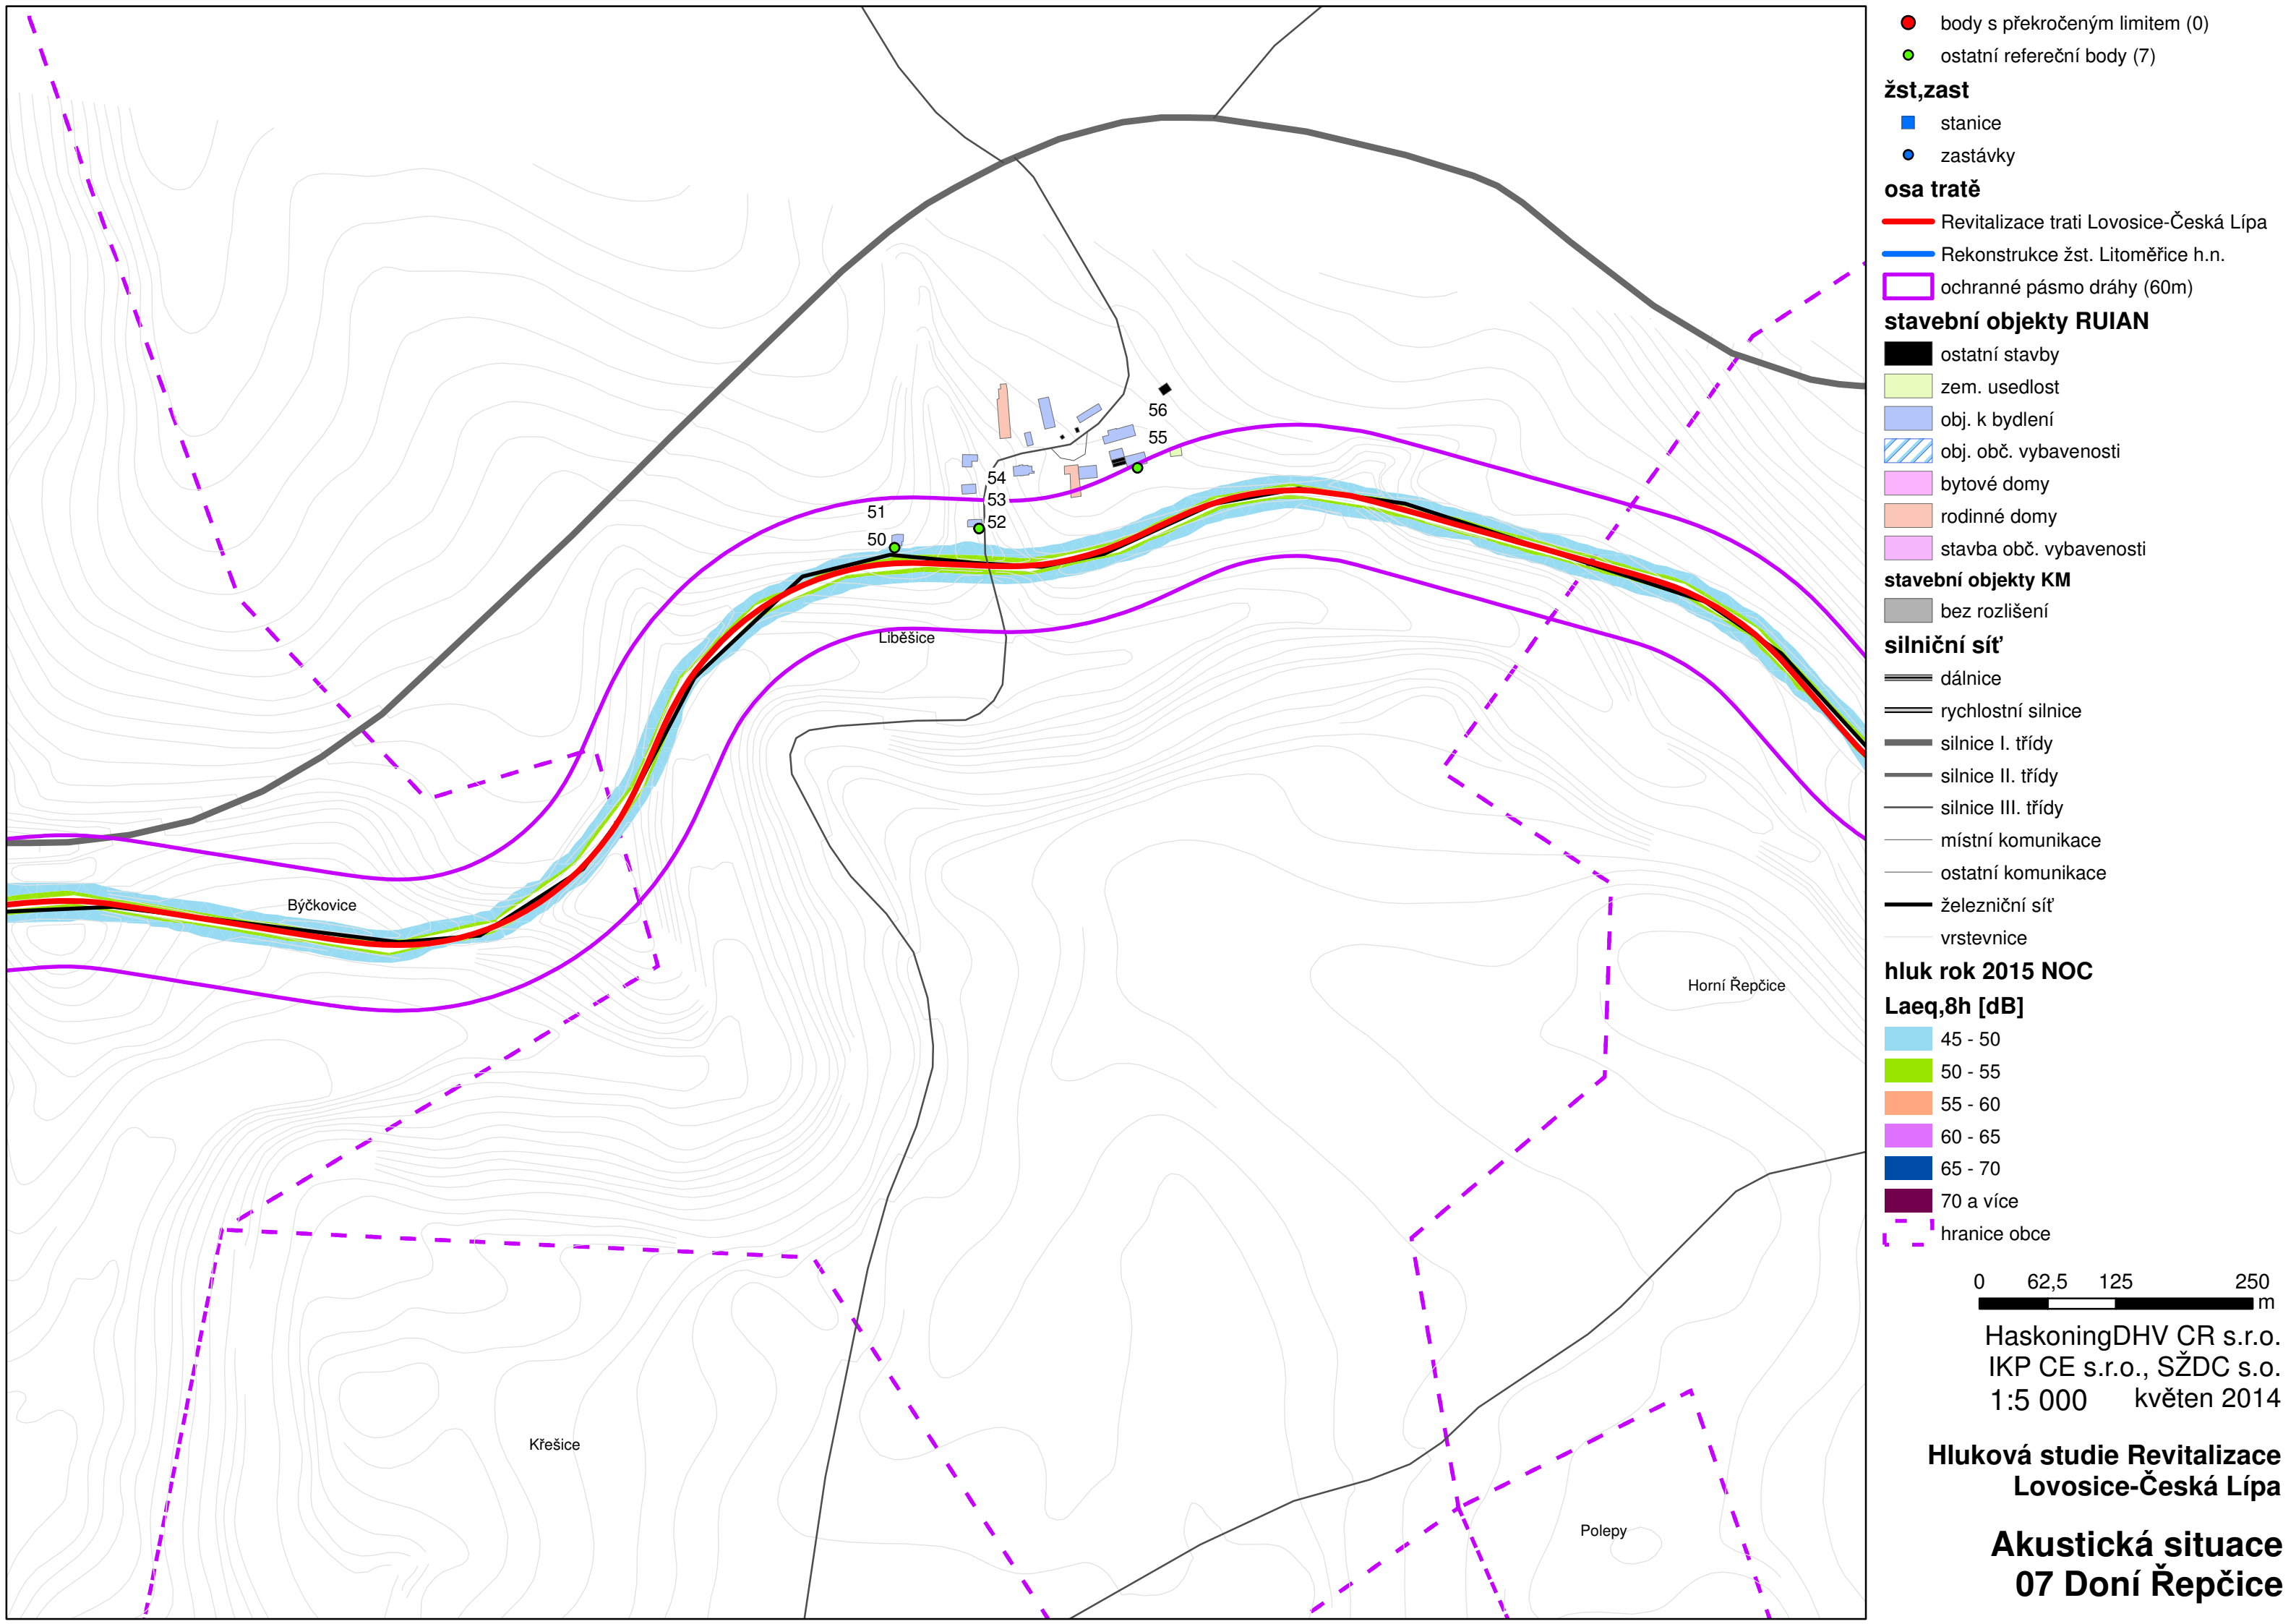 56
55
54
53
52
51
50
Liběšice
Býčkovice
Horní Řepčice
Křešice
Polepy
body s překročeným limitem (0)
ostatní refereční body (7)
žst,zast
stanice
zastávky
osa tratě
Revitalizace trati Lovosice-Česká Lípa
Rekonstrukce žst. Litoměřice h.n.
ochranné pásmo dráhy (60m)
stavební objekty RUIAN
ostatní stavby
zem. usedlost
obj. k bydlení
obj. obč. vybavenosti
bytové domy
rodinné domy
stavba obč. vybavenosti
stavební objekty KM
bez rozlišení
silniční síť
dálnice
rychlostní silnice
silnice I. třídy
silnice II. třídy
silnice III. třídy
místní komunikace
ostatní komunikace
železniční síť
vrstevnice
hluk rok 2015 NOC
Laeq,8h [dB]
45 - 50
50 - 55
55 - 60
60 - 65
65 - 70
70 a více
hranice obce
0 62,5 125 250
m
HaskoningDHV CR s.r.o.
IKP CE s.r.o., SŽDC s.o.
1:5 000 květen 2014
Hluková studie Revitalizace
Lovosice-Česká Lípa
Akustická situace
07 Doní Řepčice